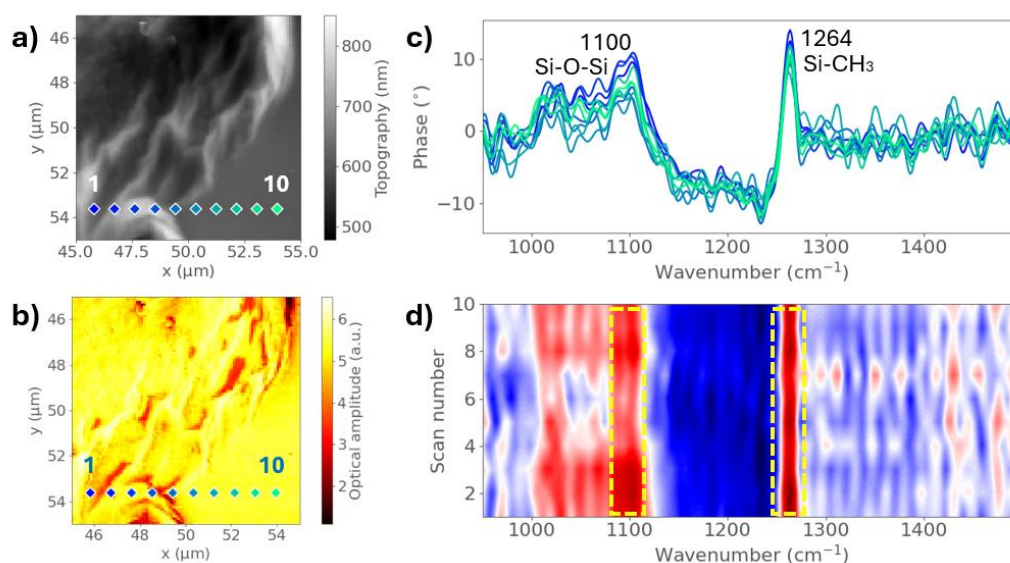 a)
46
48
50
52
54
y (μm)
1
10
45.0 47.5 50.0 52.5 55.0
x (μm)
800
700
600
500
Topography (nm)
b)
46
48
50
52
54
y (μm)
1
10
46 48 50 52 54
x (μm)
6
5
4
3
2
Optical amplitude (a.u.)
c)
10
0
−10
Phase (°)
1100
Si-O-Si
1264
Si-CH₃
1000 1100 1200 1300 1400
Wavenumber (cm⁻¹)
d)
10
8
6
4
2
Scan number
1000 1100 1200 1300 1400
Wavenumber (cm⁻¹)